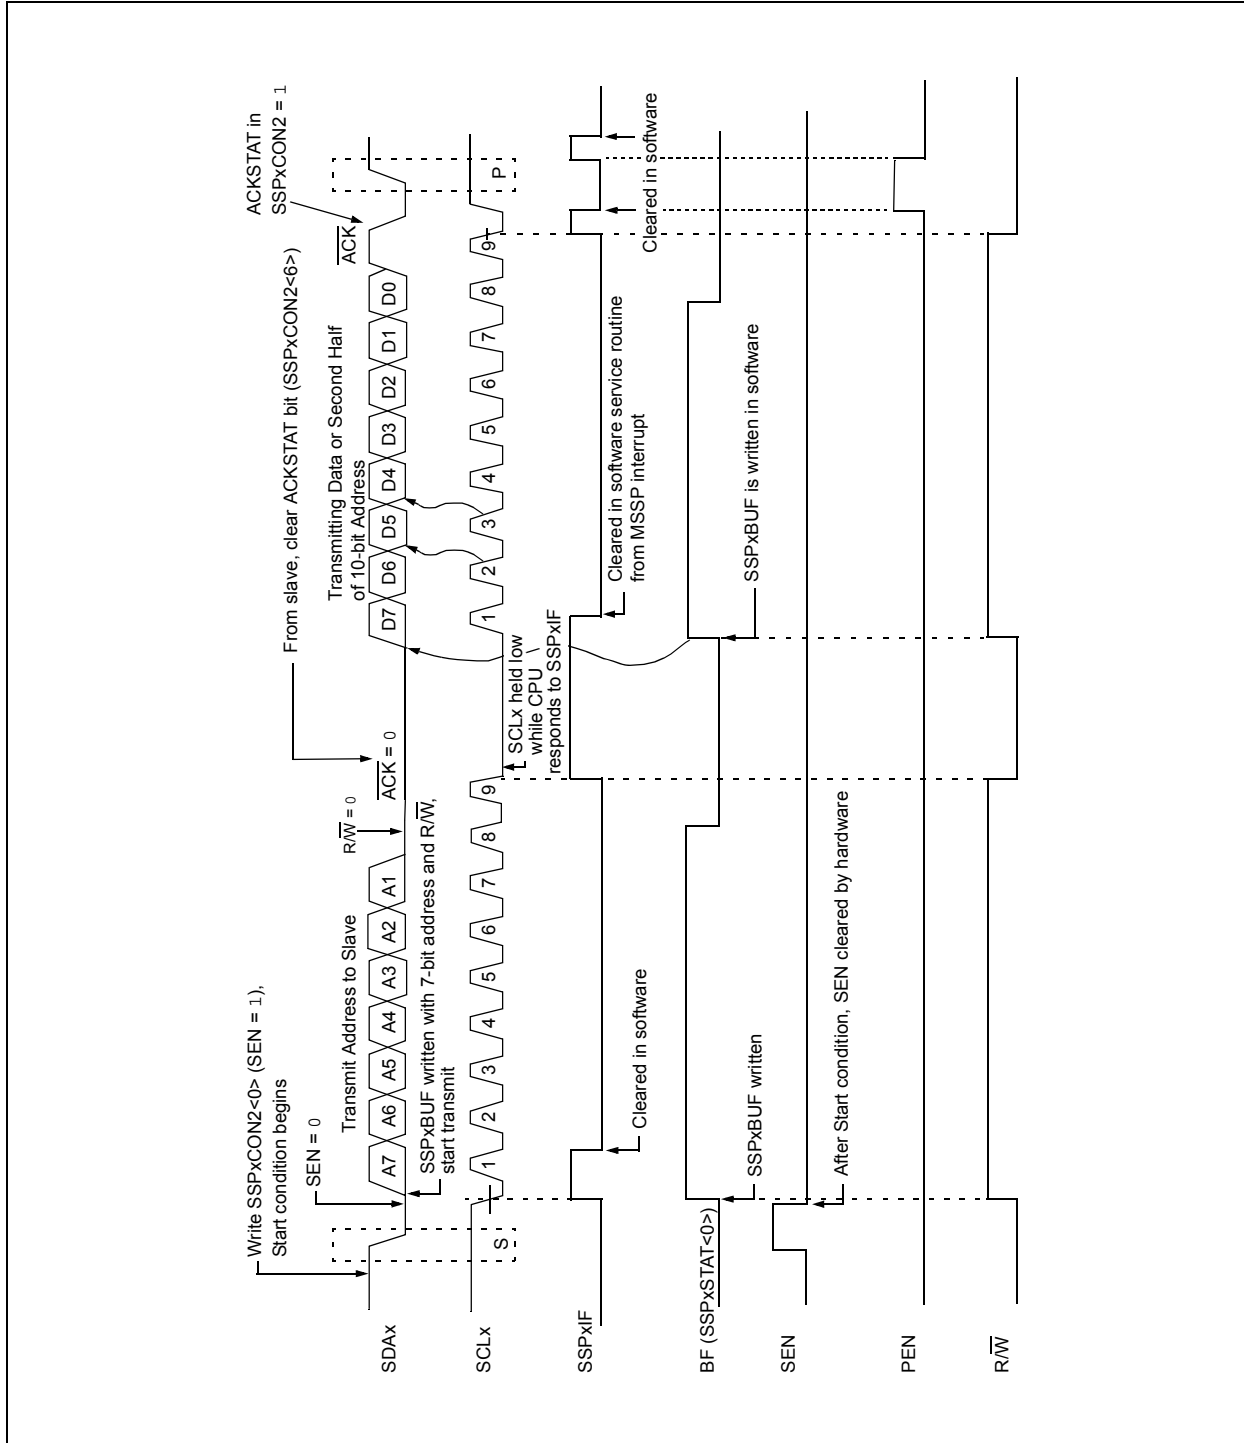 Write SSPxCON2<0> (SEN = 1),
Start condition begins
SEN = 0
From slave, clear ACKSTAT bit (SSPxCON2<6>)
ACKSTAT in
SSPxCON2 = 1
Transmit Address to Slave
R/W = 0
ACK = 0
Transmitting Data or Second Half
of 10-bit Address
ACK
SDAx
A7 A6 A5 A4 A3 A2 A1
D7 D6 D5 D4 D3 D2 D1 D0
SSPxBUF written with 7-bit address and R/W,
start transmit
SCLx
S
1 2 3 4 5 6 7 8 9
1 2 3 4 5 6 7 8 9
P
SCLx held low
while CPU
responds to SSPxIF
SSPxIF
Cleared in software
Cleared in software service routine
from MSSP interrupt
Cleared in software
BF (SSPxSTAT<0>)
SSPxBUF written
SSPxBUF is written in software
SEN
After Start condition, SEN cleared by hardware
PEN
R/W